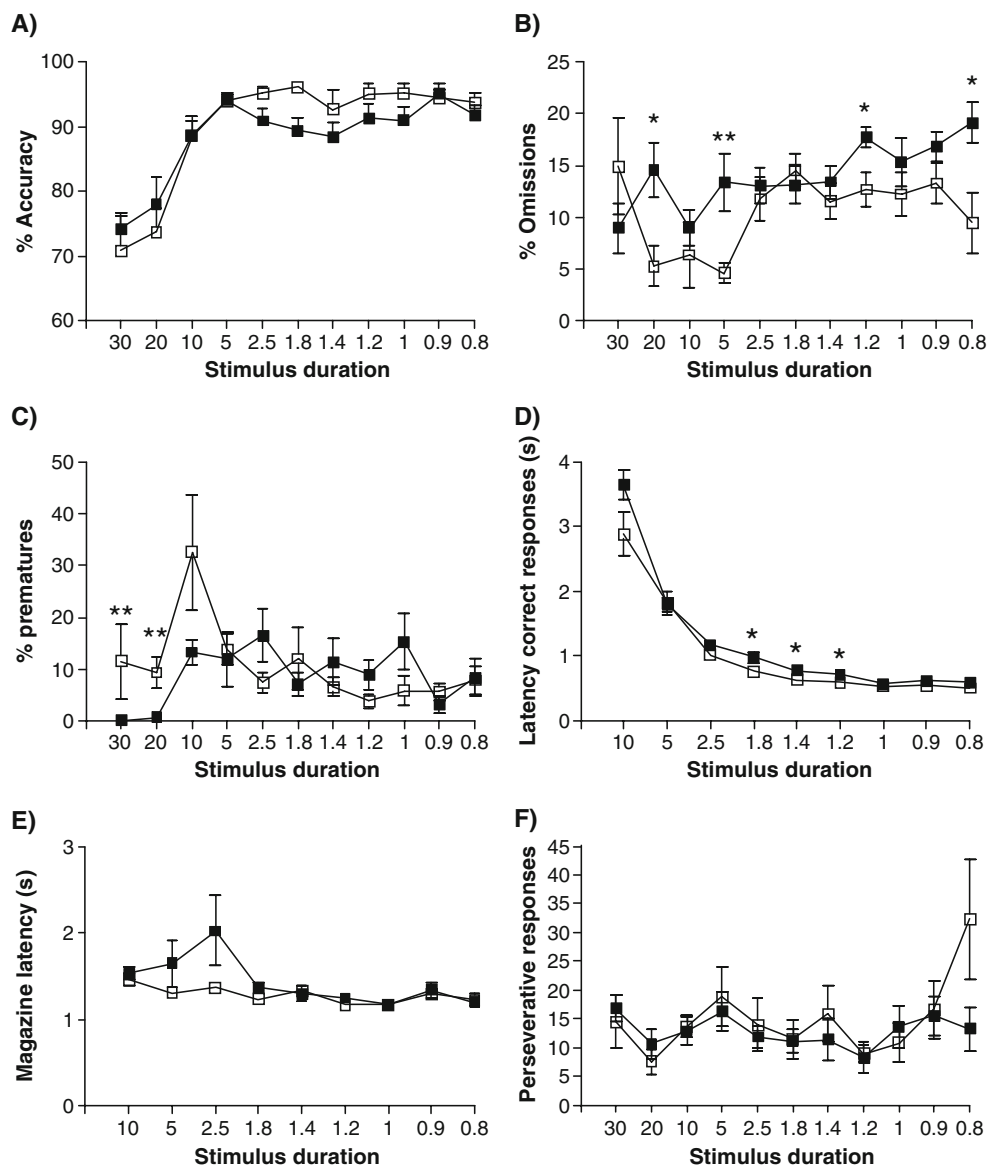 A)
% Accuracy
100
90
80
70
60
30 20 10 5 2.5 1.8 1.4 1.2 1 0.9 0.8
Stimulus duration
B)
% Omissions
25
20
15
10
5
0
* ** * *
30 20 10 5 2.5 1.8 1.4 1.2 1 0.9 0.8
Stimulus duration
C)
% prematures
50
40
30
20
10
0
** **
30 20 10 5 2.5 1.8 1.4 1.2 1 0.9 0.8
Stimulus duration
D)
Latency correct responses (s)
4
3
2
1
0
* * *
10 5 2.5 1.8 1.4 1.2 1 0.9 0.8
Stimulus duration
E)
Magazine latency (s)
3
2
1
0
10 5 2.5 1.8 1.4 1.2 1 0.9 0.8
Stimulus duration
F)
Perseverative responses
45
40
35
30
25
20
15
10
5
0
30 20 10 5 2.5 1.8 1.4 1.2 1 0.9 0.8
Stimulus duration